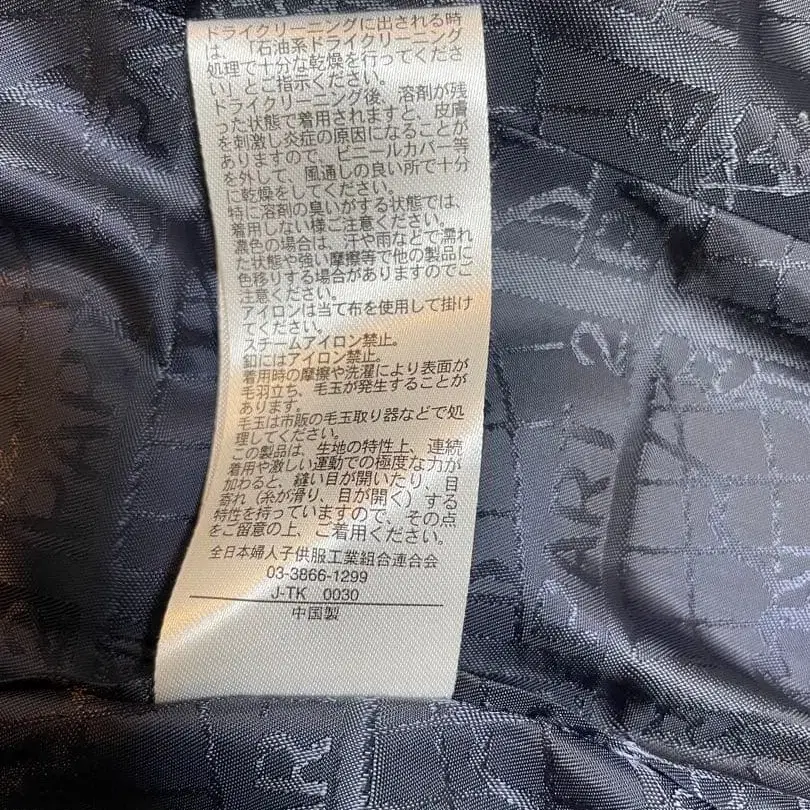 ドライクリーニングに出される時
は、「石油系ドライクリーニング
処理で十分な乾燥を行ってくださ
い」とご指示ください。
ドライクリーニング後、溶剤が残
った状態で着用されますと、皮膚
を刺激し炎症の原因になることが
ありますので、ビニールカバー等
を外して、風通しの良い所で十分
に乾燥をしてください。
特に溶剤の臭いがする状態では、
着用しない様ご注意ください。
濃色の場合は、汗や雨などで濡れ
た状態や強い摩擦等で他の製品に
色移りする場合がありますのでご
注意ください。
アイロンは当て布を使用して掛け
てください。
スチームアイロン禁止。
釦にはアイロン禁止。
着用時の摩擦や洗濯により表面が
毛羽立ち、毛玉が発生することが
あります。
毛玉は市販の毛玉取り器などで処
理してください。
この製品は、生地の特性上、連続
着用や激しい運動での極度な力が
加わると、縫い目が開いたり、目
寄れ（糸が滑り、目が開く）する
特性を持っていますので、その点
をご留意の上、ご着用ください。
全日本婦人子供服工業組合連合会
03-3866-1299
J-TK 0030
中国製